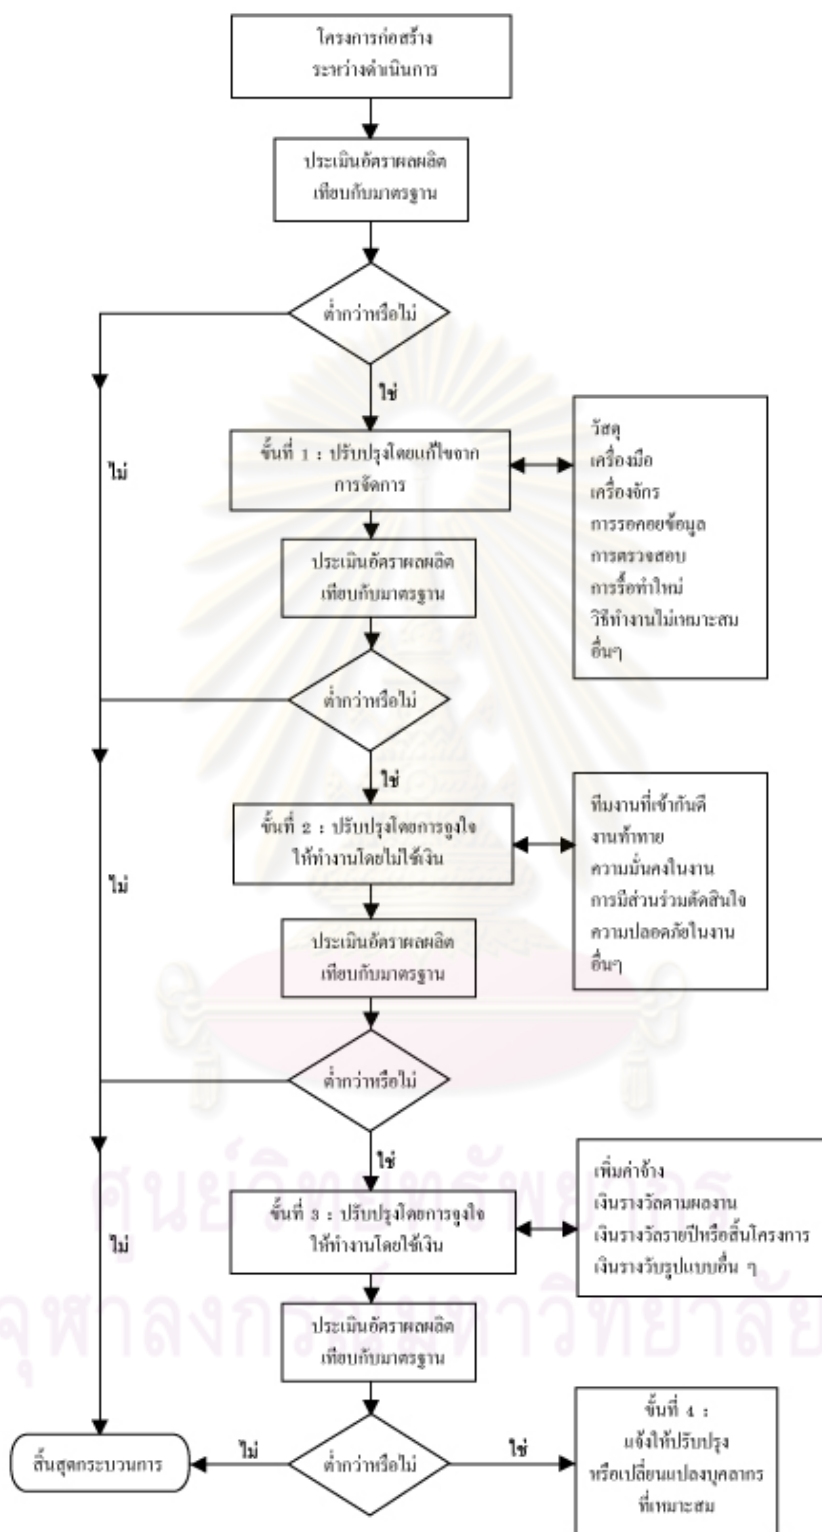 โครงการก่อสร้าง
ระหว่างดำเนินการ
ประเมินอัตราผลผลิต
เทียบกับมาตรฐาน
ต่ำกว่าหรือไม่
ใช่
ไม่
ขั้นที่ 1 : ปรับปรุงโดยแก้ไขจาก
การจัดการ
วัสดุ
เครื่องมือ
เครื่องจักร
การรอคอยข้อมูล
การตรวจสอบ
การรื้อทำใหม่
วิธีทำงานไม่เหมาะสม
อื่นๆ
ประเมินอัตราผลผลิต
เทียบกับมาตรฐาน
ต่ำกว่าหรือไม่
ใช่
ไม่
ขั้นที่ 2 : ปรับปรุงโดยการจูงใจ
ให้ทำงานโดยไม่ใช้เงิน
ทีมงานที่เข้ากันดี
งานท้าทาย
ความมั่นคงในงาน
การมีส่วนร่วมตัดสินใจ
ความปลอดภัยในงาน
อื่นๆ
ประเมินอัตราผลผลิต
เทียบกับมาตรฐาน
ต่ำกว่าหรือไม่
ใช่
ไม่
ขั้นที่ 3 : ปรับปรุงโดยการจูงใจ
ให้ทำงานโดยใช้เงิน
เพิ่มค่าจ้าง
เงินรางวัลตามผลงาน
เงินรางวัลรายปีหรือสิ้นโครงการ
เงินรางวับรูปแบบอื่น ๆ
ประเมินอัตราผลผลิต
เทียบกับมาตรฐาน
ต่ำกว่าหรือไม่
ไม่
ใช่
สิ้นสุดกระบวนการ
ขั้นที่ 4 :
แจ้งให้ปรับปรุง
หรือเปลี่ยนแปลงบุคลากร
ที่เหมาะสม
ศูนย์วิทยทรัพยากร
จุฬาลงกรณ์มหาวิทยาลัย